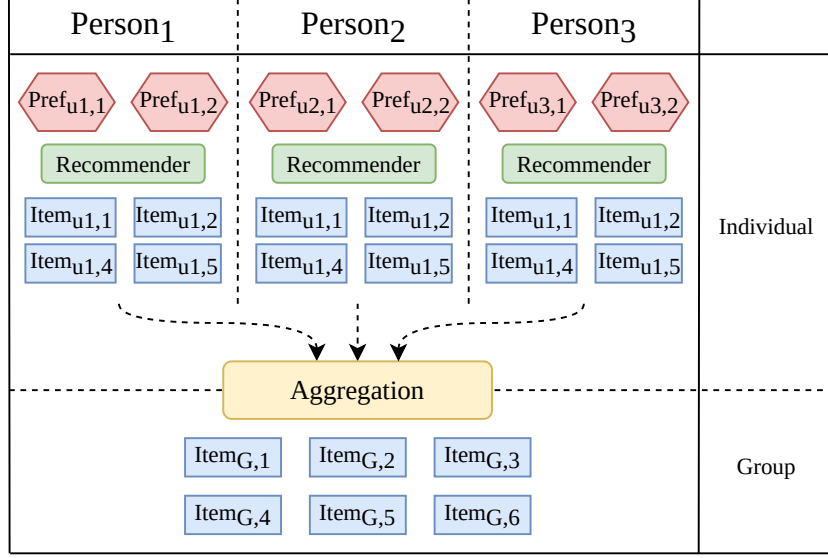 Person1 Person2 Person3
Prefu1,1 Prefu1,2 Prefu2,1 Prefu2,2 Prefu3,1 Prefu3,2
Recommender Recommender Recommender
Itemu1,1 Itemu1,2 Itemu1,1 Itemu1,2 Itemu1,1 Itemu1,2
Individual
Itemu1,4 Itemu1,5 Itemu1,4 Itemu1,5 Itemu1,4 Itemu1,5
Aggregation
ItemG,1 ItemG,2 ItemG,3
Group
ItemG,4 ItemG,5 ItemG,6